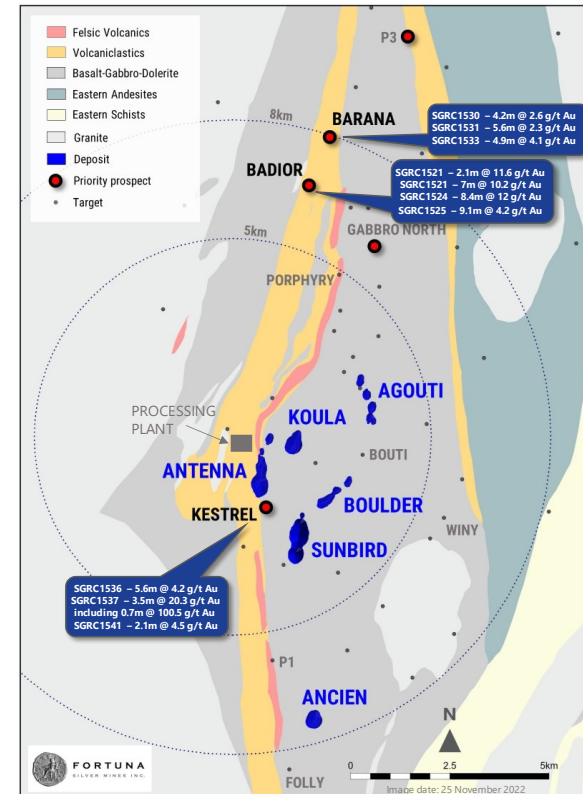 Felsic Volcanics
Volcaniclastics
Basalt-Gabbro-Dolerite
Eastern Andesites
Eastern Schists
Granite
Deposit
Priority prospect
Target
P3
8km
BARANA
SGRC1530 – 4.2m @ 2.6 g/t Au
SGRC1531 – 5.6m @ 2.3 g/t Au
SGRC1533 – 4.9m @ 4.1 g/t Au
BADIOR
SGRC1521 – 2.1m @ 11.6 g/t Au
SGRC1521 – 7m @ 10.2 g/t Au
SGRC1524 – 8.4m @ 12 g/t Au
SGRC1525 – 9.1m @ 4.2 g/t Au
5km
GABBRO NORTH
PORPHYRY
AGOUTI
PROCESSING
PLANT
KOULA
BOUTI
ANTENNA
BOULDER
KESTREL
WINY
SUNBIRD
SGRC1536 – 5.6m @ 4.2 g/t Au
SGRC1537 – 3.5m @ 20.3 g/t Au
including 0.7m @ 100.5 g/t Au
SGRC1541 – 2.1m @ 4.5 g/t Au
P1
ANCIEN
N
FORTUNA
SILVER MINES INC.
FOLLY
0 2.5 5km
Image date: 25 November 2022